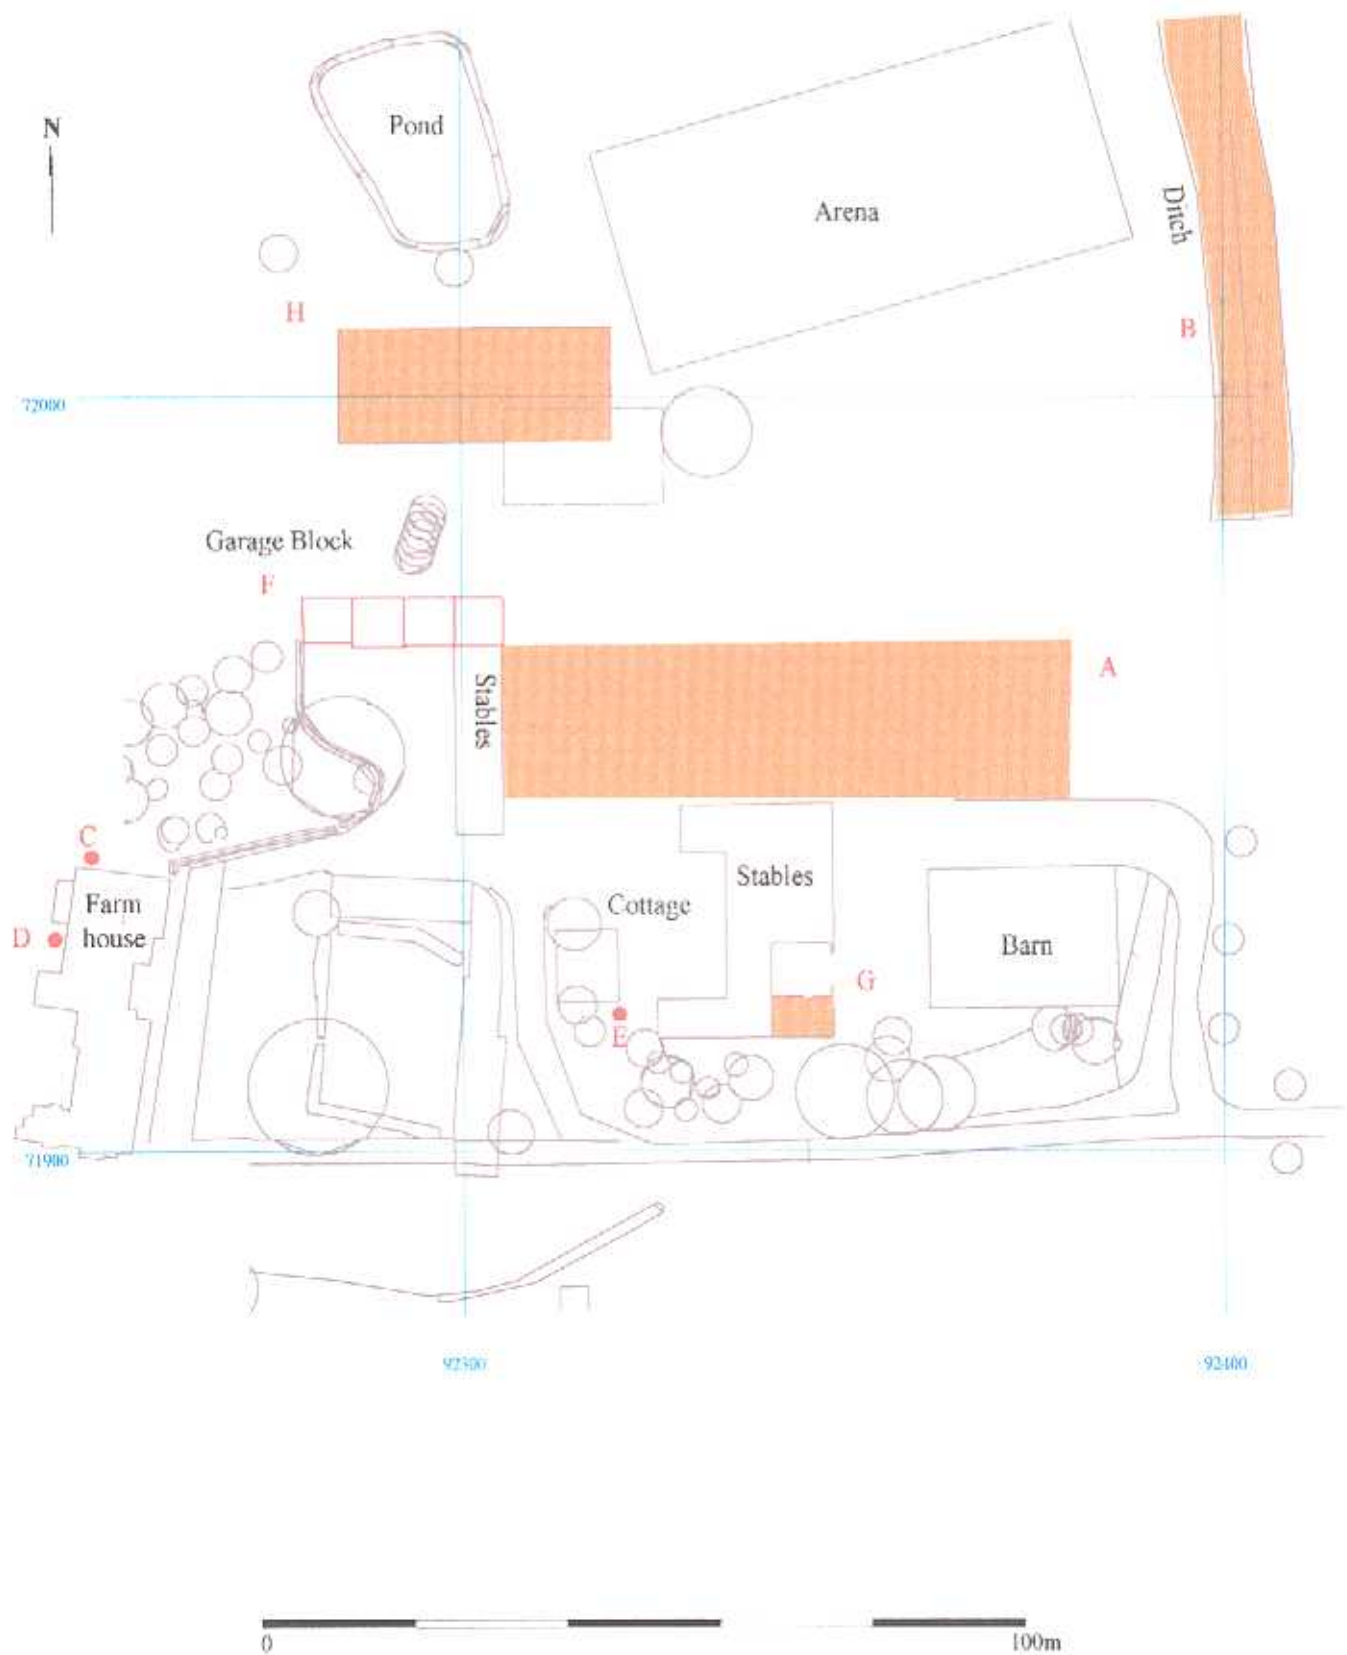 Pond
N
Arena
Ditch
H
B
72000
Garage Block
F
Stables
A
C
Stables
Farm
house
Cottage
D
Barn
G
E
71900
92300
92400
0
100m